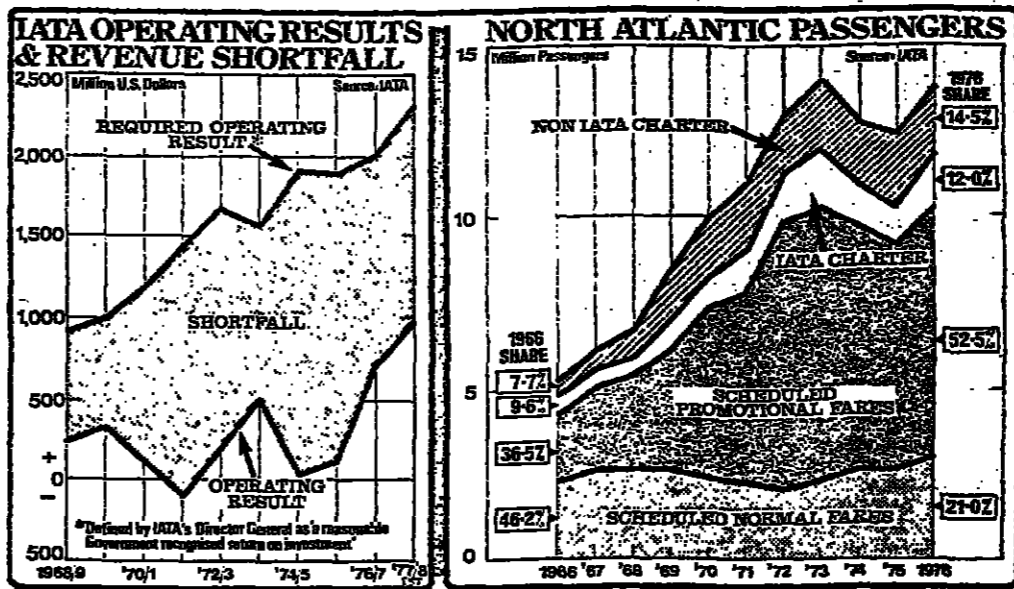 IATA OPERATING RESULTS
& REVENUE SHORTFALL
2,500
Million U.S. Dollars
Source: IATA
REQUIRED OPERATING
RESULT*
2,000
1,500
1,000
SHORTFALL
500
+
0
−
OPERATING
RESULT
*Defined by IATA's Director General as 'a reasonable
Government recognised return on investment'
500
1968/9 '70/1 '72/3 '74/5 '76/7 '77/8
EST
NORTH ATLANTIC PASSENGERS
15
Million Passengers
Source: IATA
1976
SHARE
14·5%
NON IATA CHARTER
12·0%
10
IATA CHARTER
52·5%
1966
SHARE
7·7%
9·6%
5
SCHEDULED
PROMOTIONAL FARES
36·5%
46·2%
SCHEDULED NORMAL FARES
21·0%
0
1966 '67 '68 '69 '70 '71 '72 '73 '74 '75 1976